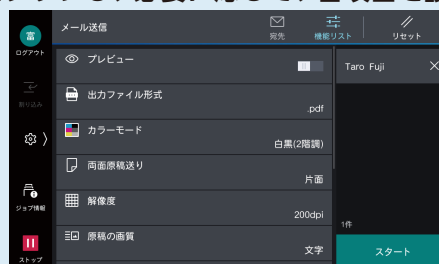 メール送信
宛先
機能リスト
リセット
富
ログアウト
割り込み
ジョブ情報
ストップ
プレビュー
出力ファイル形式
.pdf
カラーモード
白黒(2階調)
両面原稿送り
片面
解像度
200dpi
原稿の画質
文字
Taro Fuji
1件
スタート